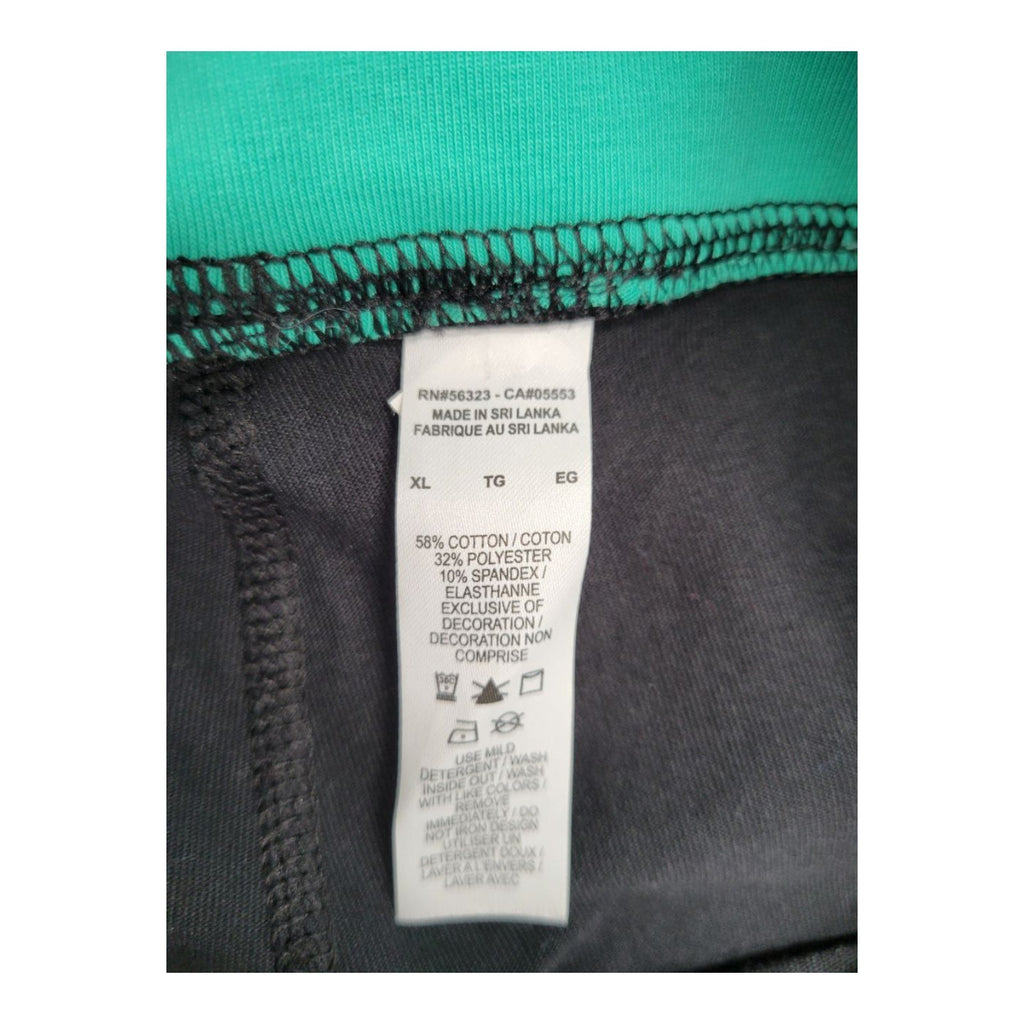 RN#56323 - CA#05553
MADE IN SRI LANKA
FABRIQUE AU SRI LANKA
XL TG EG
58% COTTON / COTON
32% POLYESTER
10% SPANDEX /
ELASTHANNE
EXCLUSIVE OF
DECORATION /
DECORATION NON
COMPRISE
USE MILD
DETERGENT / WASH
INSIDE OUT / WASH
WITH LIKE COLORS /
REMOVE
IMMEDIATELY / DO
NOT IRON DESIGN
UTILISER UN
DETERGENT DOUX /
LAVER A L'ENVERS /
LAVER AVEC